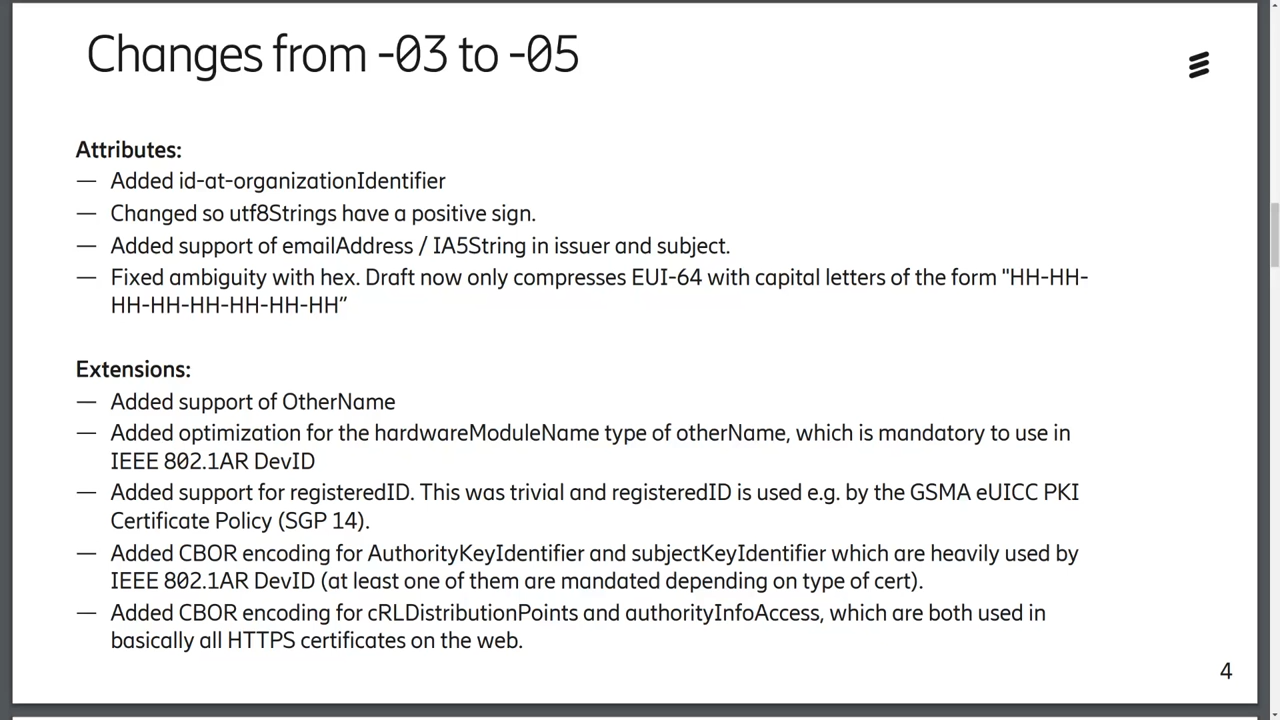 Changes from -03 to -05
Attributes:
— Added id-at-organizationIdentifier
— Changed so utf8Strings have a positive sign.
— Added support of emailAddress / IA5String in issuer and subject.
— Fixed ambiguity with hex. Draft now only compresses EUI-64 with capital letters of the form "HH-HH-
HH-HH-HH-HH-HH-HH”
Extensions:
— Added support of OtherName
— Added optimization for the hardwareModuleName type of otherName, which is mandatory to use in
IEEE 802.1AR DevID
— Added support for registeredID. This was trivial and registeredID is used e.g. by the GSMA eUICC PKI
Certificate Policy (SGP 14).
— Added CBOR encoding for AuthorityKeyIdentifier and subjectKeyIdentifier which are heavily used by
IEEE 802.1AR DevID (at least one of them are mandated depending on type of cert).
— Added CBOR encoding for cRLDistributionPoints and authorityInfoAccess, which are both used in
basically all HTTPS certificates on the web.
4